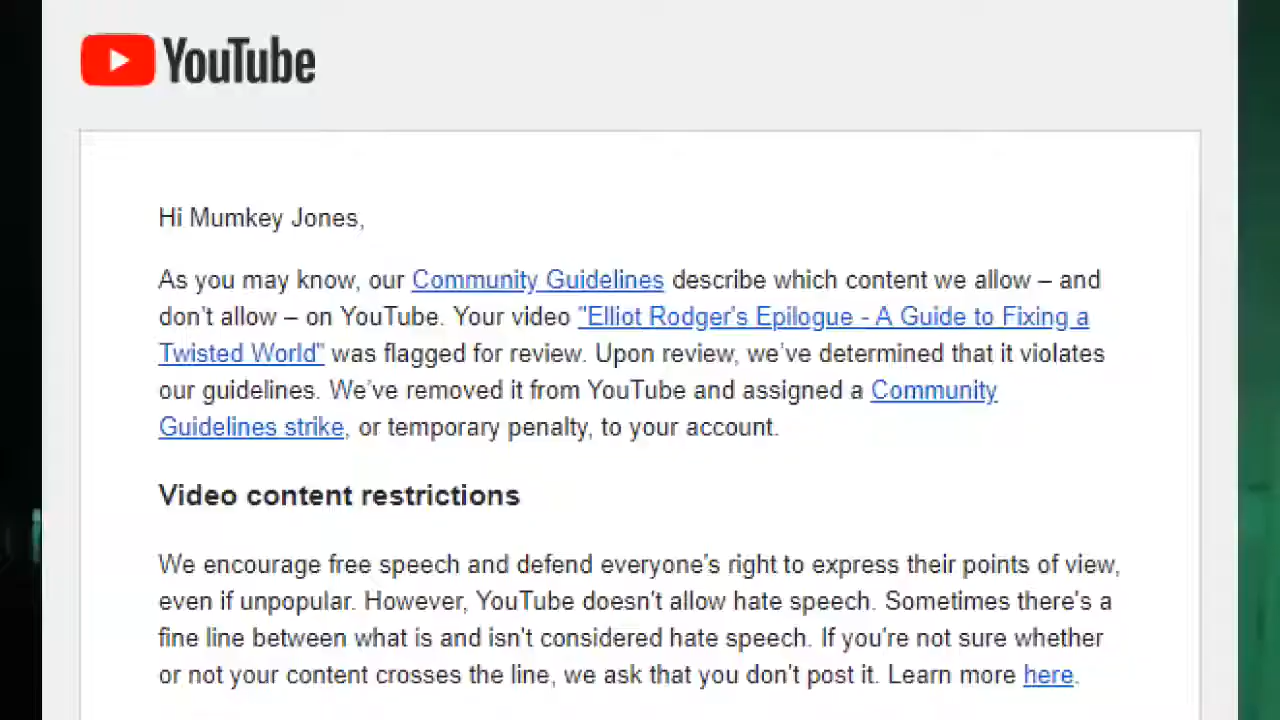 YouTube
Hi Mumkey Jones,
As you may know, our Community Guidelines describe which content we allow – and
don't allow – on YouTube. Your video "Elliot Rodger's Epilogue - A Guide to Fixing a
Twisted World" was flagged for review. Upon review, we've determined that it violates
our guidelines. We've removed it from YouTube and assigned a Community
Guidelines strike, or temporary penalty, to your account.
Video content restrictions
We encourage free speech and defend everyone's right to express their points of view,
even if unpopular. However, YouTube doesn't allow hate speech. Sometimes there's a
fine line between what is and isn't considered hate speech. If you're not sure whether
or not your content crosses the line, we ask that you don't post it. Learn more here.